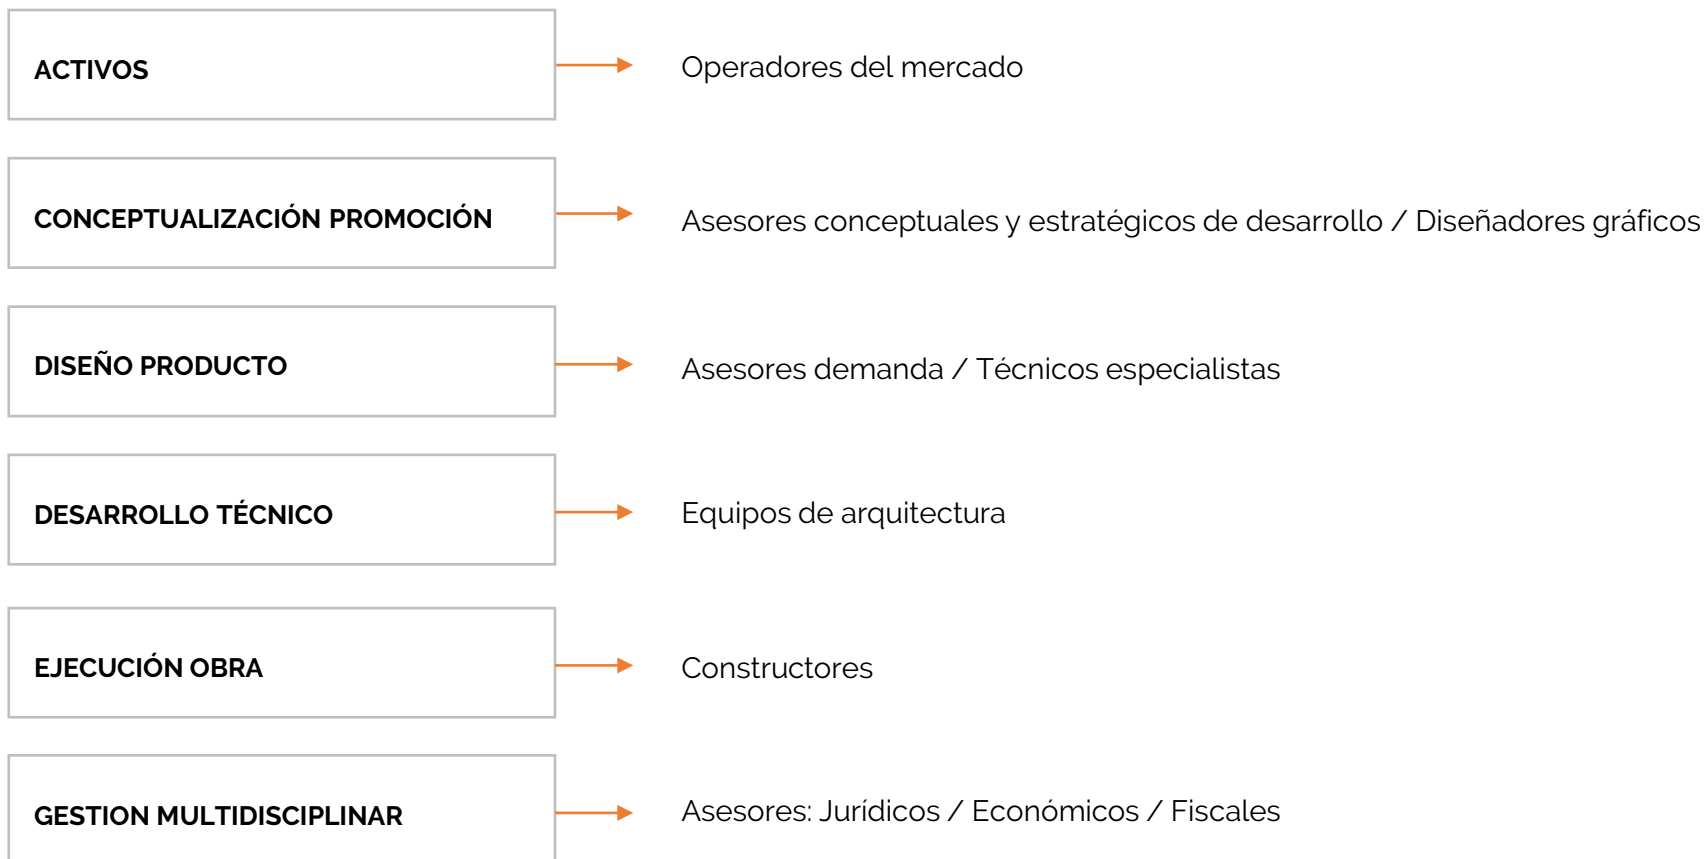 ACTIVOS
Operadores del mercado
CONCEPTUALIZACIÓN PROMOCIÓN
Asesores conceptuales y estratégicos de desarrollo / Diseñadores gráficos
DISEÑO PRODUCTO
Asesores demanda / Técnicos especialistas
DESARROLLO TÉCNICO
Equipos de arquitectura
EJECUCIÓN OBRA
Constructores
GESTION MULTIDISCIPLINAR
Asesores: Jurídicos / Económicos / Fiscales